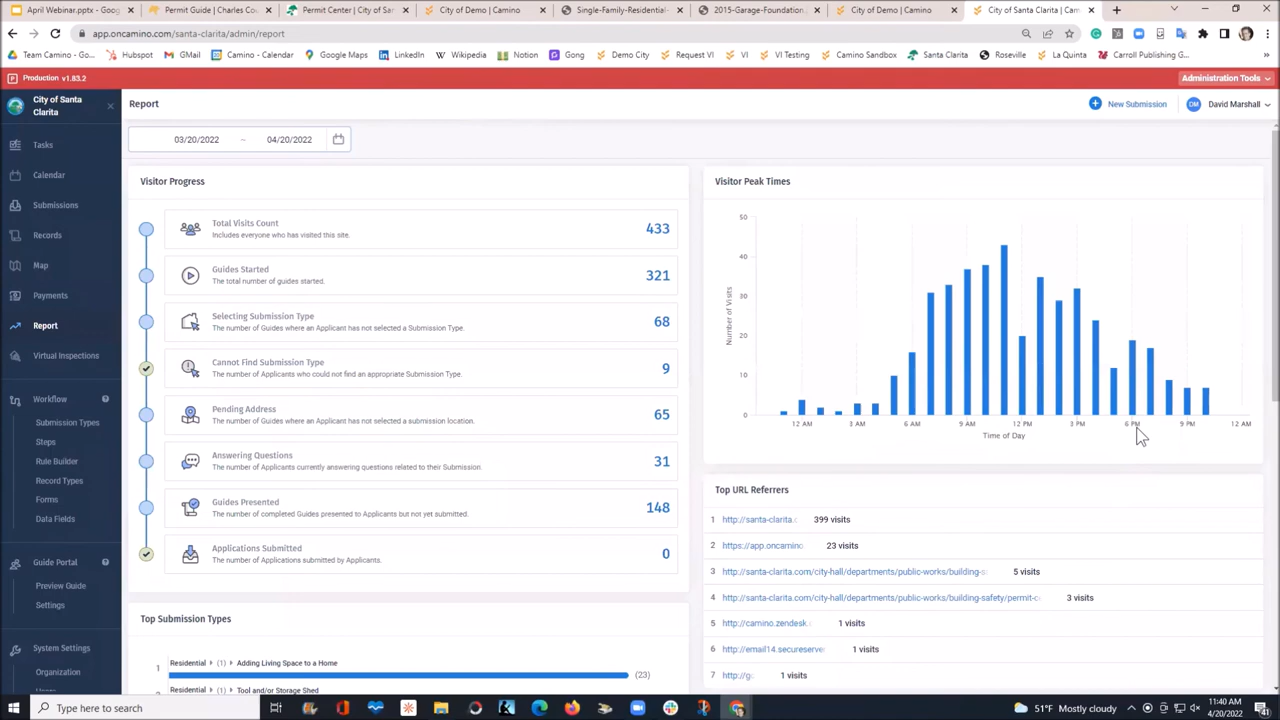 April Webinar.pptx - Goog
Permit Guide | Charles Co
Permit Center | City of San
City of Demo | Camino
Single-Family-Residential-
2015-Garage-Foundation
City of Demo | Camino
City of Santa Clarita | Cam
app.oncamino.com/santa-clarita/admin/report
Team Camino - Cal...
Hubspot
GMail
Camino - Calendar
Google Maps
LinkedIn
Wikipedia
Notion
Gong
Demo City
Request VI
VI
VI Testing
Camino Sandbox
Santa Clarita
Roseville
La Quinta
Carroll Publishing G...
Production v1.83.2
Administration Tools
City of Santa
Clarita
Report
New Submission
DM
David Marshall
03/20/2022 ~ 04/20/2022
Tasks
Calendar
Submissions
Records
Map
Payments
Report
Virtual Inspections
Workflow
Submission Types
Steps
Rule Builder
Record Types
Forms
Data Fields
Guide Portal
Preview Guide
Settings
System Settings
Organization
Users
Visitor Progress
Total Visits Count
Includes everyone who has visited this site.
433
Guides Started
The total number of guides started.
321
Selecting Submission Type
The number of Guides where an Applicant has not selected a Submission Type.
68
Cannot Find Submission Type
The number of Applicants who could not find an appropriate Submission Type.
9
Pending Address
The number of Guides where an Applicant has not selected a submission location.
65
Answering Questions
The number of Applicants currently answering questions related to their Submission.
31
Guides Presented
The number of completed Guides presented to Applicants but not yet submitted.
148
Applications Submitted
The number of Applications submitted by Applicants.
0
Top Submission Types
1 Residential (1) Adding Living Space to a Home
(23)
Residential (1) Tool and/or Storage Shed
Visitor Peak Times
50
40
30
20
10
0
Number of Visits
12 AM 3 AM 6 AM 9 AM 12 PM 3 PM 6 PM 9 PM 12 AM
Time of Day
Top URL Referrers
1 http://santa-clarita.c 399 visits
2 https://app.oncamino 23 visits
3 http://santa-clarita.com/city-hall/departments/public-works/building-s 5 visits
4 http://santa-clarita.com/city-hall/departments/public-works/building-safety/permit-c 3 visits
5 http://camino.zendesk. 1 visits
6 http://email14.secureserve 1 visits
7 http://g 1 visits
Type here to search
51°F Mostly cloudy
11:40 AM
4/20/2022